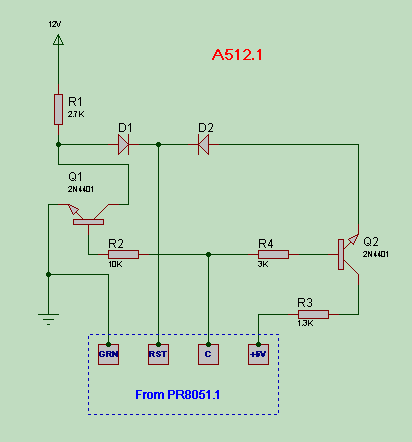 12V
A512.1
R1
2.7K
D1
D2
Q1
2N4401
R2
10K
R4
3K
Q2
2N4401
R3
1.3K
GRN
RST
C
+5V
From PR8051.1